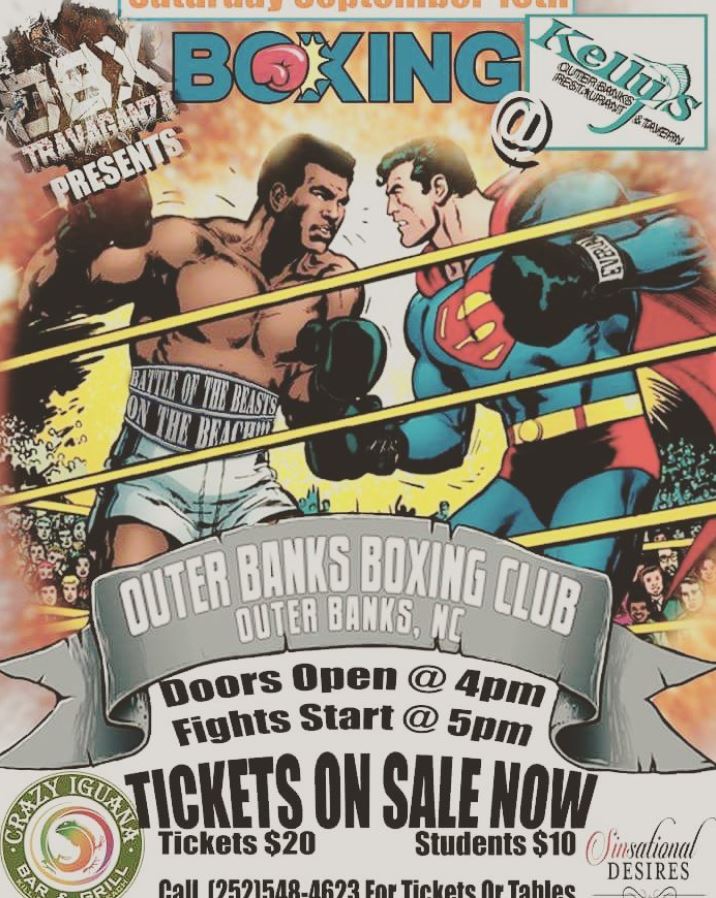 Saturday September 16th
OBX
TRAVAGANZA
PRESENTS
BOXING
@
Kelly's
OUTER BANKS
RESTAURANT
& TAVERN
EVERLA
BATTLE OF THE BEASTS
ON THE BEACH!!!
OUTER BANKS BOXING CLUB
OUTER BANKS, NC
Doors Open @ 4pm
Fights Start @ 5pm
TICKETS ON SALE NOW
Tickets $20 Students $10
CRAZY IGUANA
BAR & GRILL
Sinsational
DESIRES
Call (252)548-4623 For Tickets Or Tables